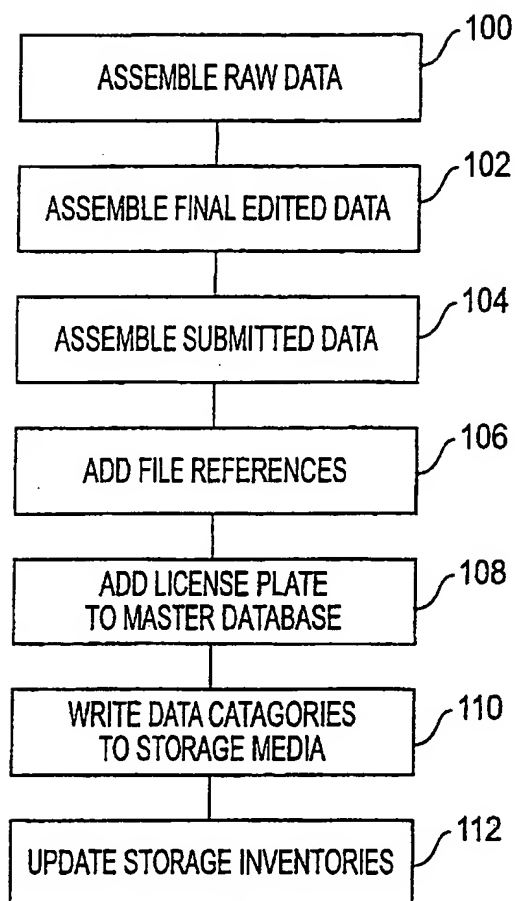 100
ASSEMBLE RAW DATA
102
ASSEMBLE FINAL EDITED DATA
104
ASSEMBLE SUBMITTED DATA
106
ADD FILE REFERENCES
108
ADD LICENSE PLATE
TO MASTER DATABASE
110
WRITE DATA CATAGORIES
TO STORAGE MEDIA
112
UPDATE STORAGE INVENTORIES